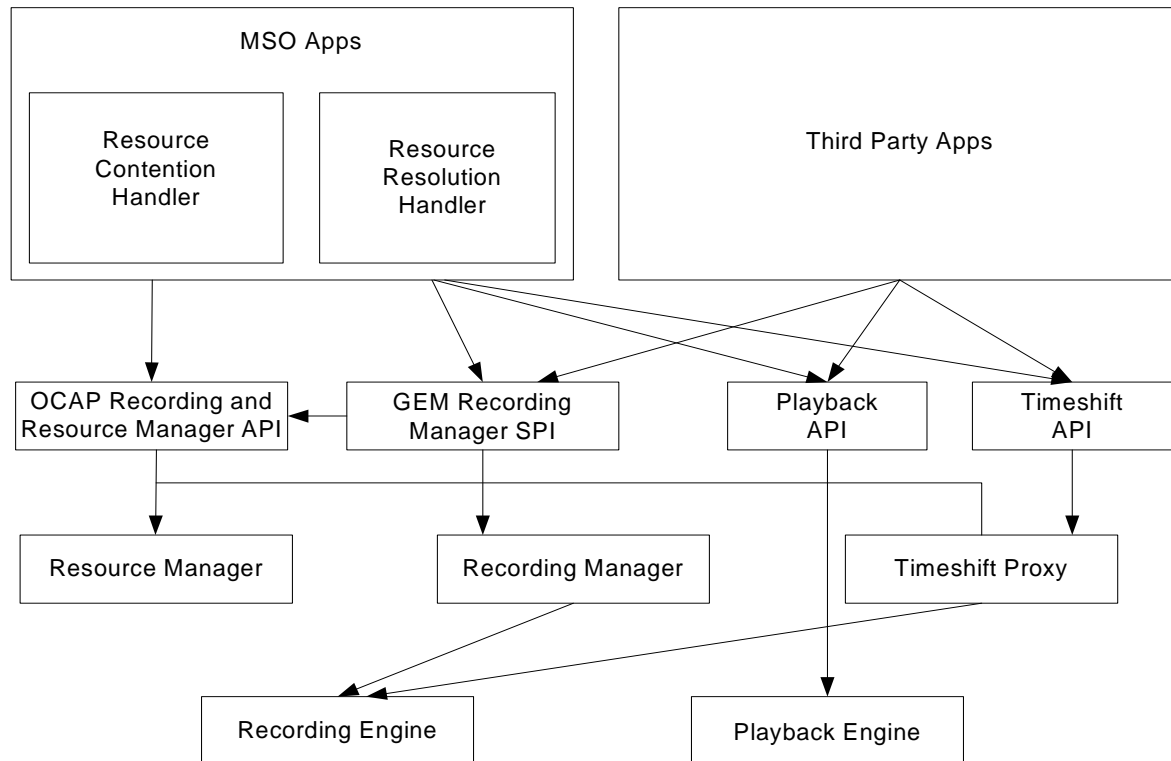 MSO Apps
Resource
Contention
Handler
Resource
Resolution
Handler
Third Party Apps
OCAP Recording and
Resource Manager API
GEM Recording
Manager SPI
Playback
API
Timeshift
API
Resource Manager
Recording Manager
Timeshift Proxy
Recording Engine
Playback Engine